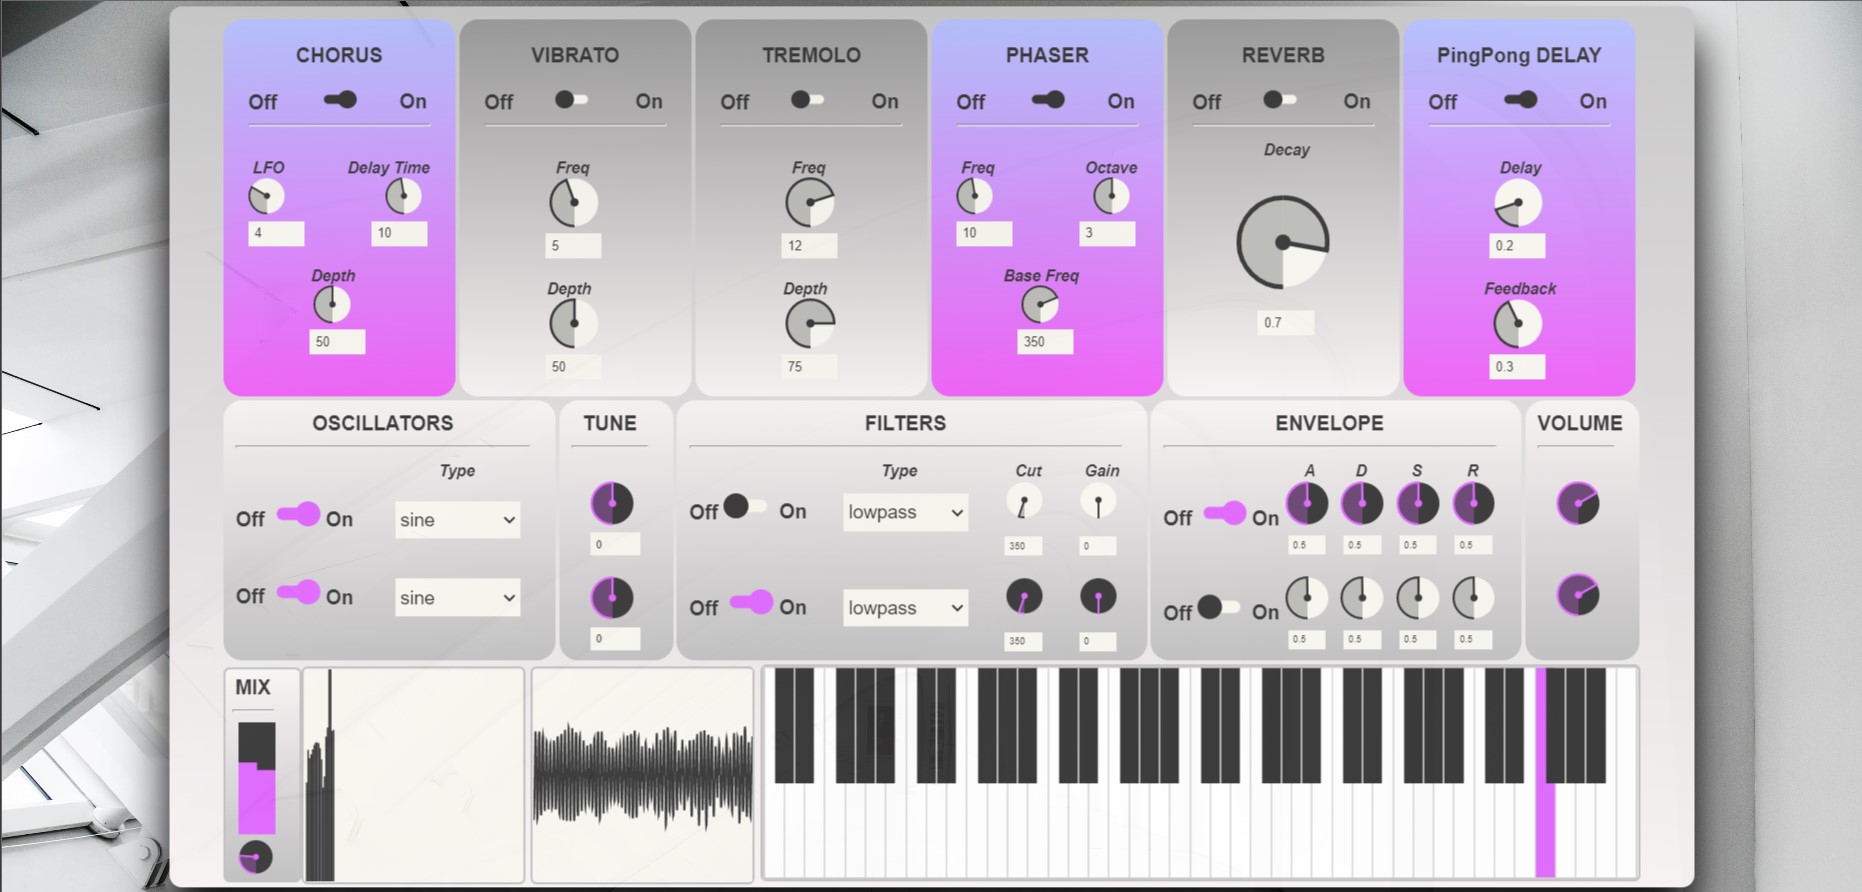 CHORUS
Off On
LFO Delay Time
4 10
Depth
50
VIBRATO
Off On
Freq
5
Depth
50
TREMOLO
Off On
Freq
12
Depth
75
PHASER
Off On
Freq Octave
10 3
Base Freq
350
REVERB
Off On
Decay
0.7
PingPong DELAY
Off On
Delay
0.2
Feedback
0.3
OSCILLATORS
Type
Off On sine
Off On sine
TUNE
0
0
FILTERS
Type Cut Gain
Off On lowpass
350 0
Off On lowpass
350 0
ENVELOPE
A D S R
Off On
0.5 0.5 0.5 0.5
Off On
0.5 0.5 0.5 0.5
VOLUME
MIX